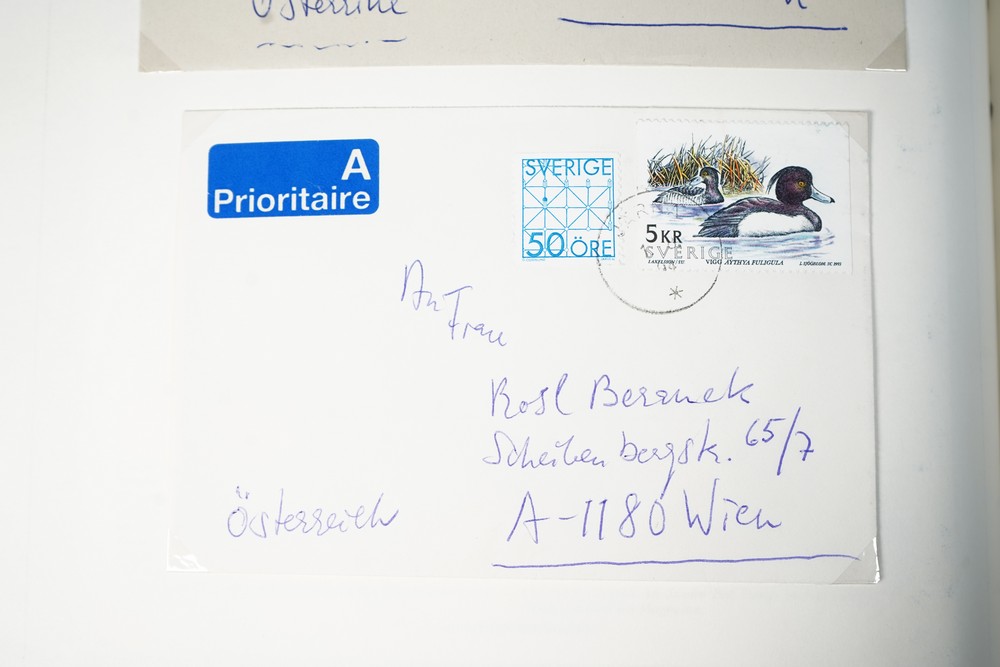 Österrike
A
Prioritaire
SVERIGE
50 ÖRE
5 KR
SVERIGE
VIGG AYTHYA FULIGULA
An
Frau
Rosl Beranek
Scheibenbergstr. 65/7
A-1180 Wien
Österreich